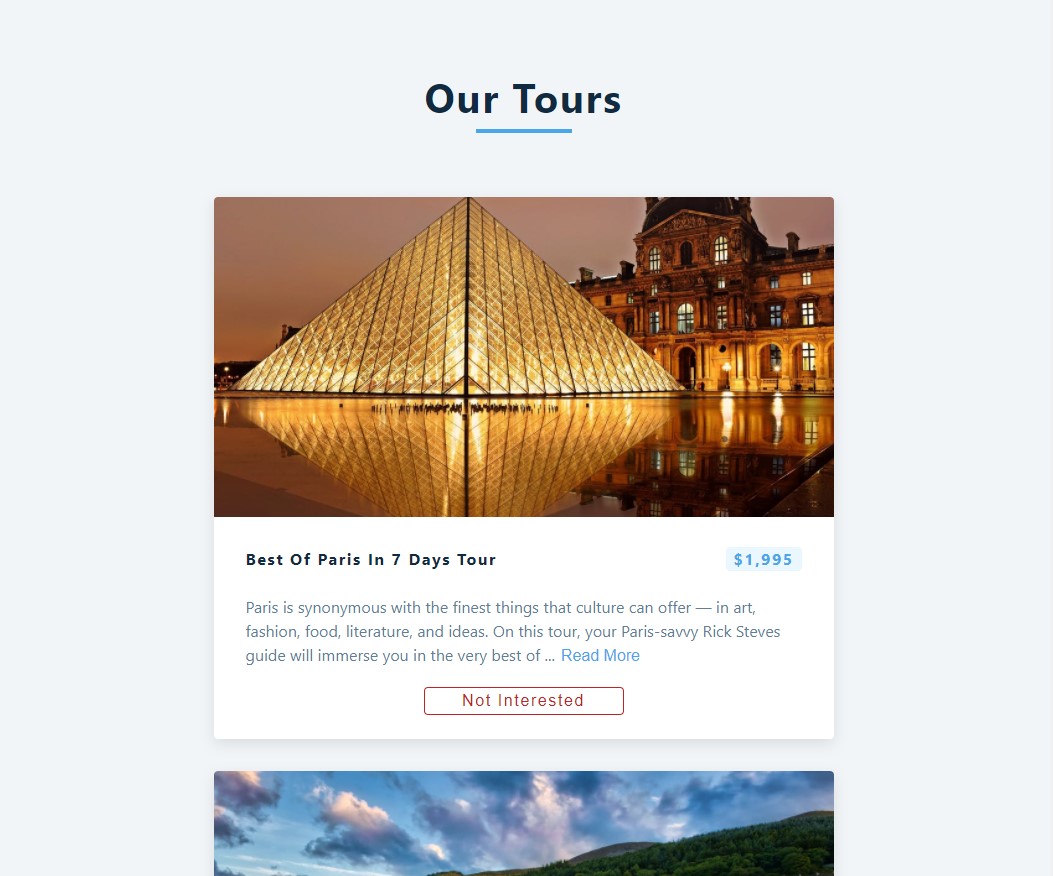 Our Tours
Best Of Paris In 7 Days Tour
$1,995
Paris is synonymous with the finest things that culture can offer — in art,
fashion, food, literature, and ideas. On this tour, your Paris-savvy Rick Steves
guide will immerse you in the very best of ... Read More
Not Interested